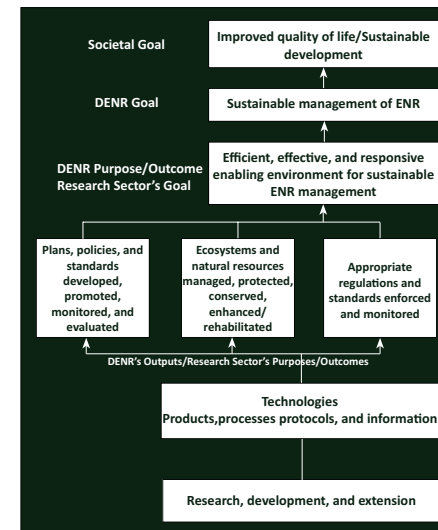 Societal Goal
Improved quality of life/Sustainable
development
DENR Goal
Sustainable management of ENR
DENR Purpose/Outcome
Research Sector's Goal
Efficient, effective, and responsive
enabling environment for sustainable
ENR management
Plans, policies, and
standards
developed,
promoted,
monitored, and
evaluated
Ecosystems and
natural resources
managed, protected,
conserved,
enhanced/
rehabilitated
Appropriate
regulations and
standards enforced
and monitored
DENR's Outputs/Research Sector's Purposes/Outcomes
Technologies
Products,processes protocols, and information
Research, development, and extension